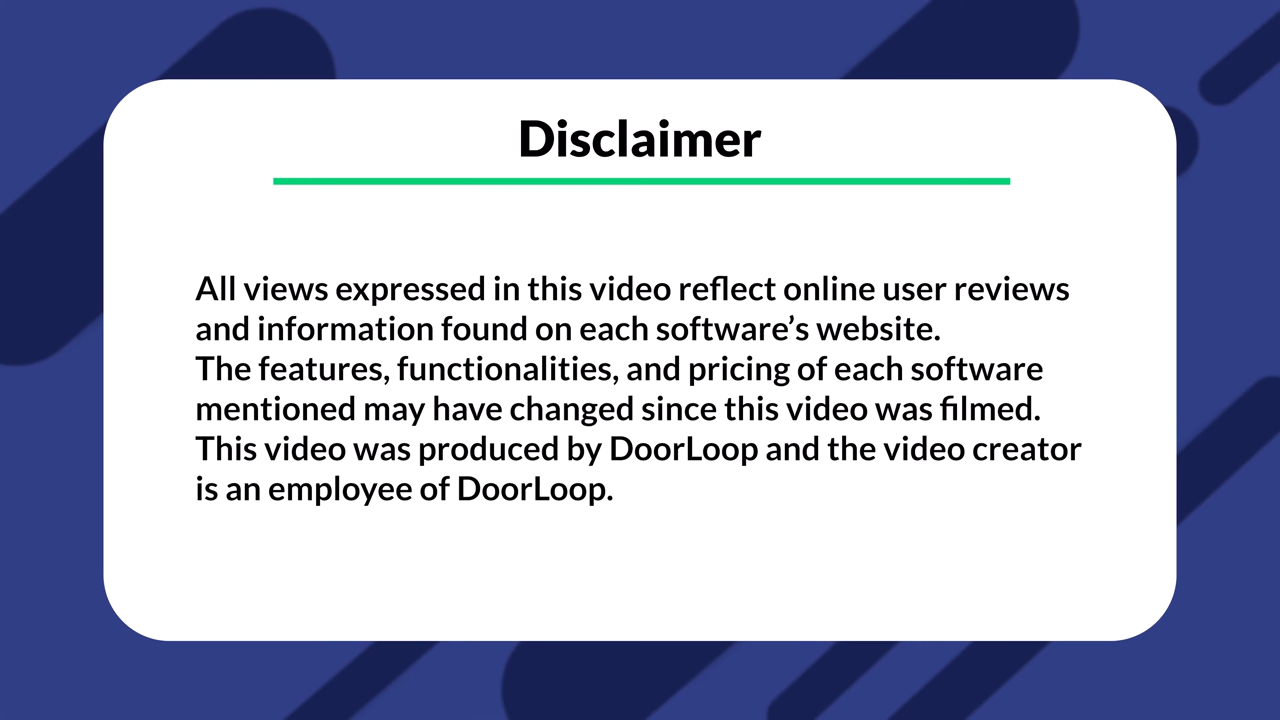 Disclaimer
All views expressed in this video reflect online user reviews
and information found on each software’s website.
The features, functionalities, and pricing of each software
mentioned may have changed since this video was filmed.
This video was produced by DoorLoop and the video creator
is an employee of DoorLoop.